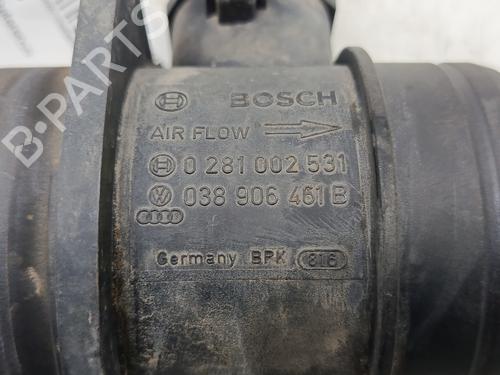 BOSCH
AIR FLOW
0 281 002 531
038 906 461 B
Germany BPK 816
B-PARTS